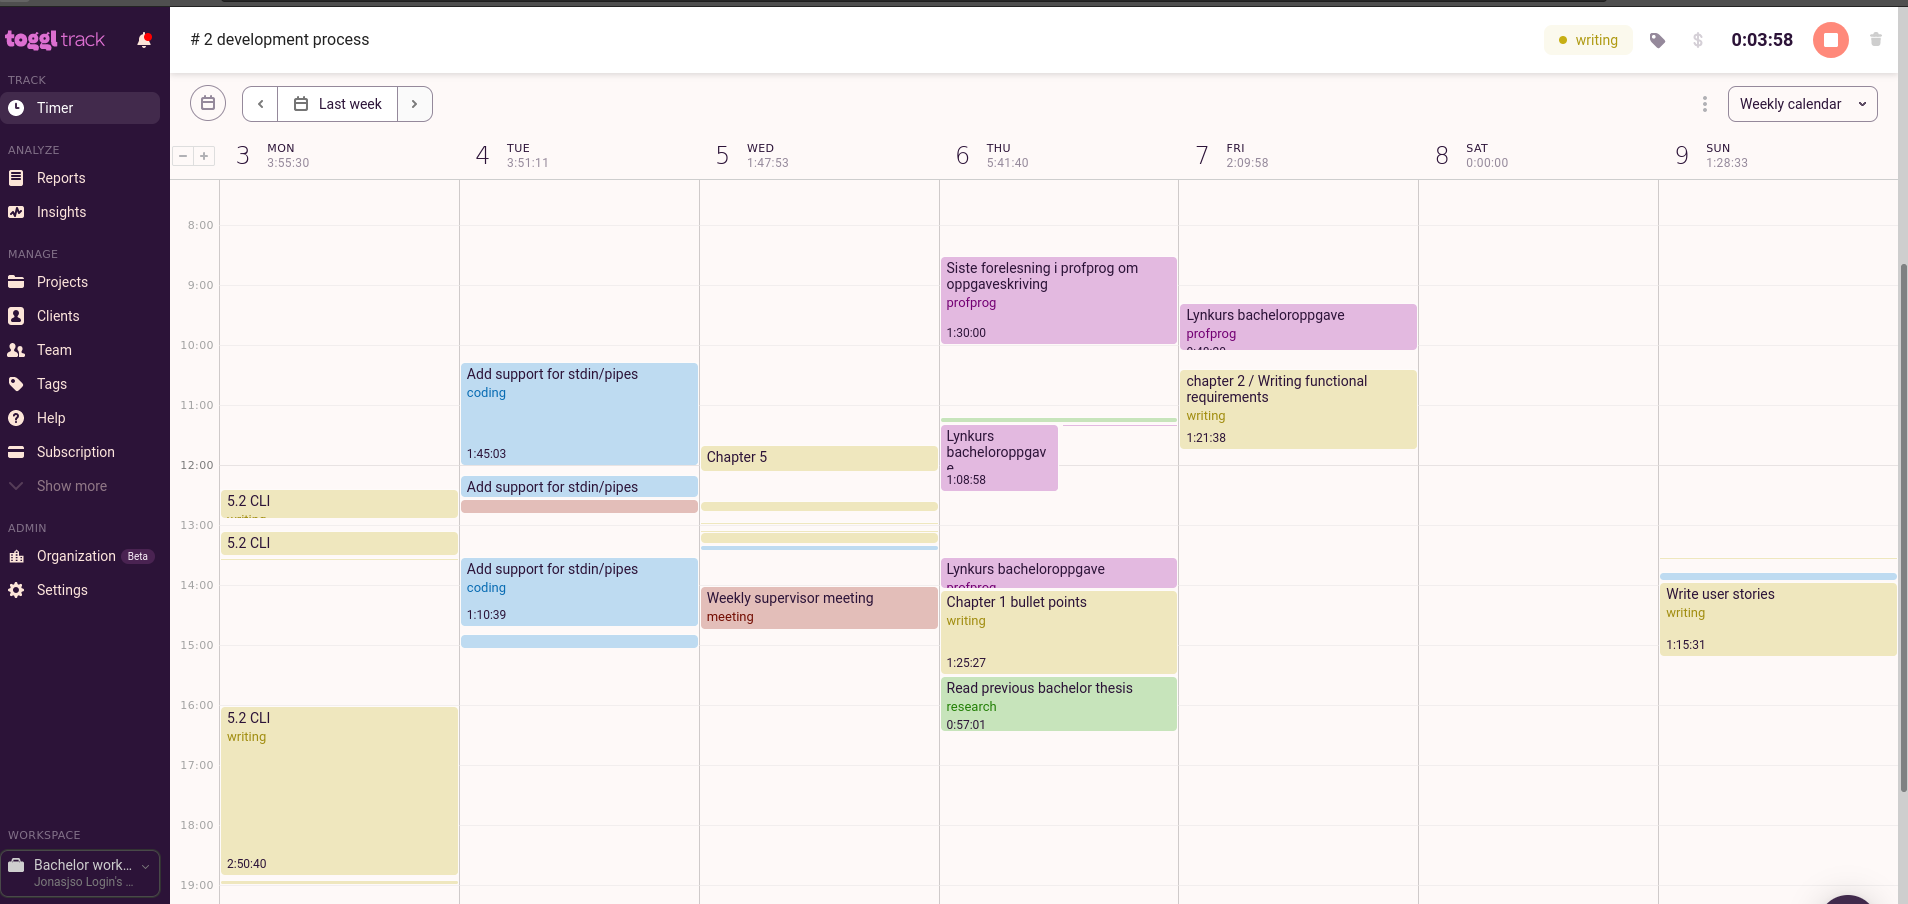 toggl track
TRACK
Timer
ANALYZE
Reports
Insights
MANAGE
Projects
Clients
Team
Tags
Help
Subscription
Show more
ADMIN
Organization Beta
Settings
WORKSPACE
Bachelor work...
Jonasjso Login's ...
# 2 development process
writing
$
0:03:58
Last week
Weekly calendar
3 MON 3:55:30
4 TUE 3:51:11
5 WED 1:47:53
6 THU 5:41:40
7 FRI 2:09:58
8 SAT 0:00:00
9 SUN 1:28:33
8:00
9:00
10:00
11:00
12:00
13:00
14:00
15:00
16:00
17:00
18:00
19:00
5.2 CLI
5.2 CLI
5.2 CLI
writing
2:50:40
Add support for stdin/pipes
coding
1:45:03
Add support for stdin/pipes
Add support for stdin/pipes
coding
1:10:39
Chapter 5
Weekly supervisor meeting
meeting
Siste forelesning i profprog om
oppgaveskriving
profprog
1:30:00
Lynkurs
bacheloroppgav
e
1:08:58
Lynkurs bacheloroppgave
profprog
Chapter 1 bullet points
writing
1:25:27
Read previous bachelor thesis
research
0:57:01
Lynkurs bacheloroppgave
profprog
chapter 2 / Writing functional
requirements
writing
1:21:38
Write user stories
writing
1:15:31